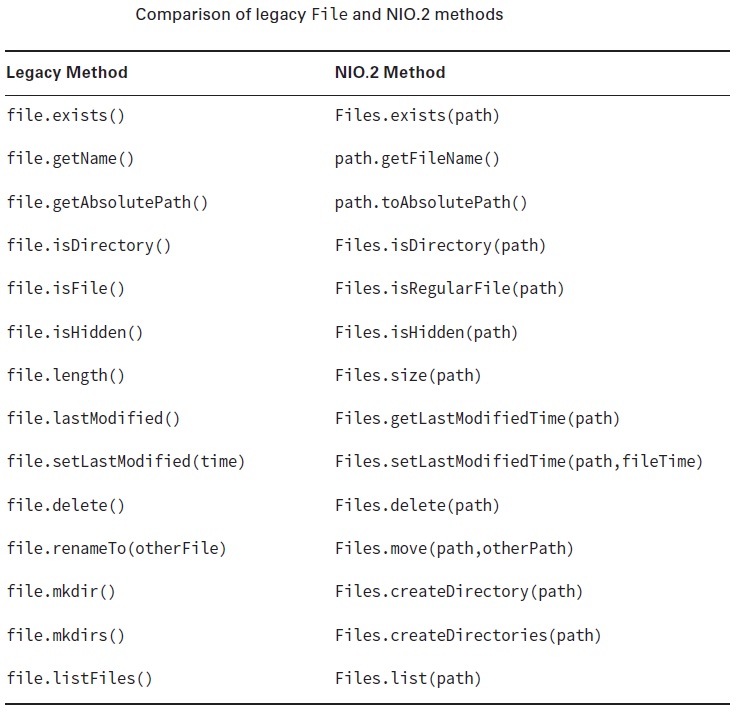 Comparison of legacy File and NIO.2 methods
Legacy Method NIO.2 Method
file.exists() Files.exists(path)
file.getName() path.getFileName()
file.getAbsolutePath() path.toAbsolutePath()
file.isDirectory() Files.isDirectory(path)
file.isFile() Files.isRegularFile(path)
file.isHidden() Files.isHidden(path)
file.length() Files.size(path)
file.lastModified() Files.getLastModifiedTime(path)
file.setLastModified(time) Files.setLastModifiedTime(path,fileTime)
file.delete() Files.delete(path)
file.renameTo(otherFile) Files.move(path,otherPath)
file.mkdir() Files.createDirectory(path)
file.mkdirs() Files.createDirectories(path)
file.listFiles() Files.list(path)